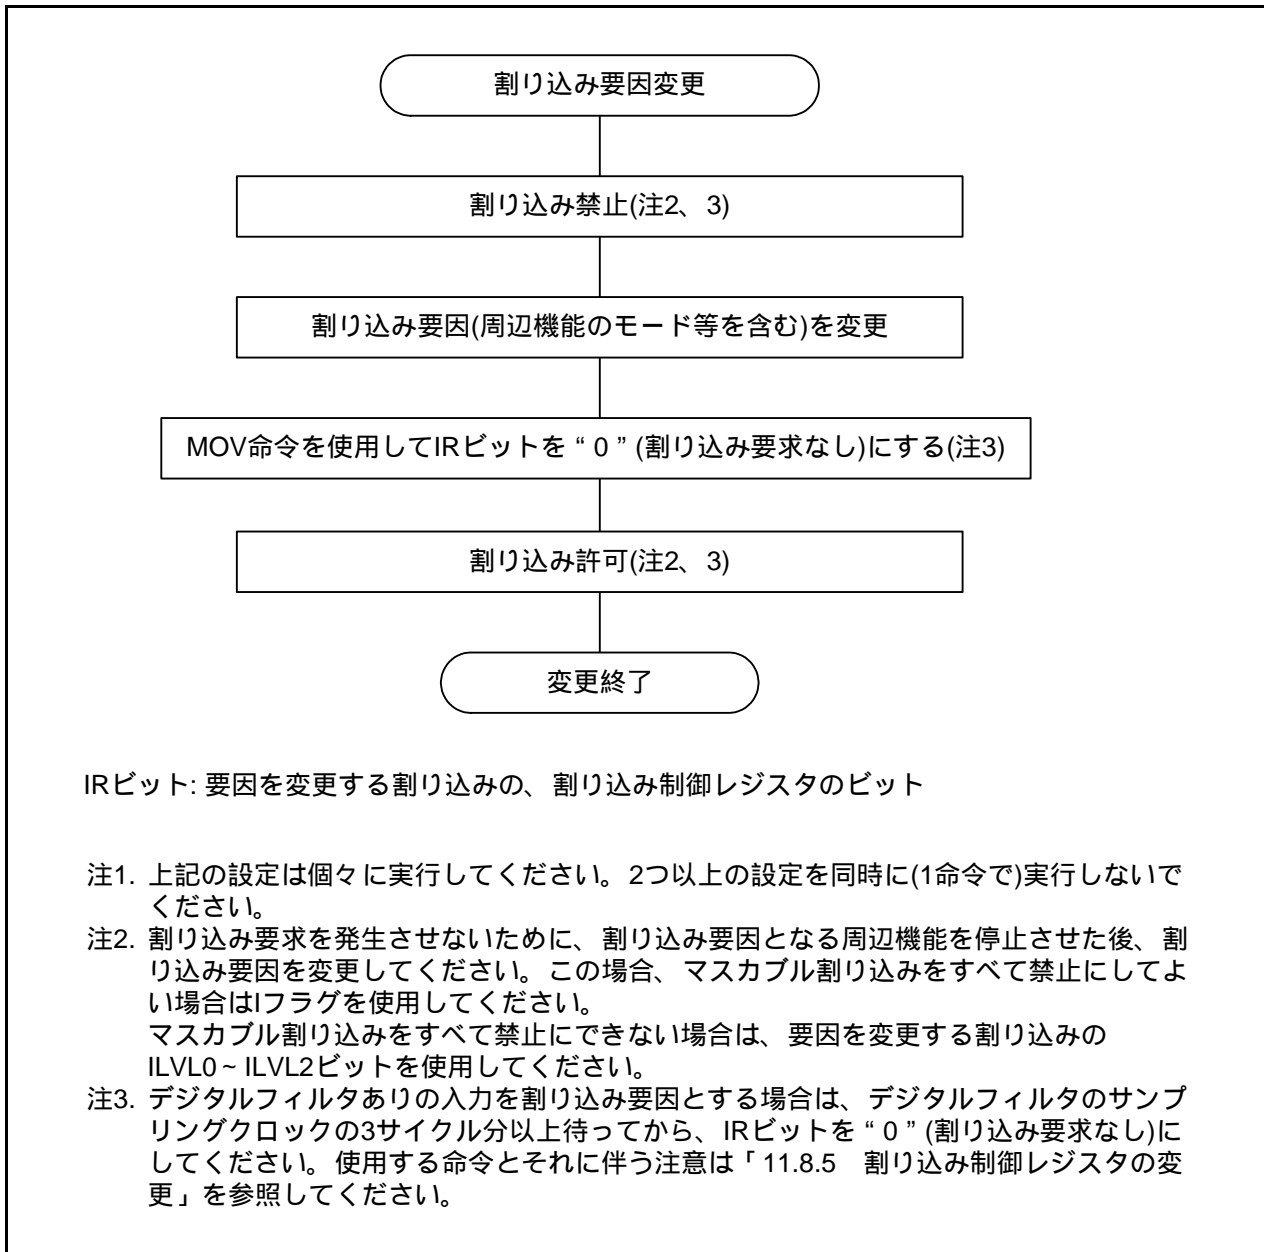 割り込み要因変更
割り込み禁止(注2、3)
割り込み要因(周辺機能のモード等を含む)を変更
MOV命令を使用してIRビットを“0”(割り込み要求なし)にする(注3)
割り込み許可(注2、3)
変更終了
IRビット: 要因を変更する割り込みの、割り込み制御レジスタのビット
注1. 上記の設定は個々に実行してください。2つ以上の設定を同時に(1命令で)実行しないで
ください。
注2. 割り込み要求を発生させないために、割り込み要因となる周辺機能を停止させた後、割
り込み要因を変更してください。この場合、マスカブル割り込みをすべて禁止にしてよ
い場合はIフラグを使用してください。
マスカブル割り込みをすべて禁止にできない場合は、要因を変更する割り込みの
ILVL0~ILVL2ビットを使用してください。
注3. デジタルフィルタありの入力を割り込み要因とする場合は、デジタルフィルタのサンプ
リングクロックの3サイクル分以上待ってから、IRビットを“0”(割り込み要求なし)に
してください。使用する命令とそれに伴う注意は「11.8.5 割り込み制御レジスタの変
更」を参照してください。